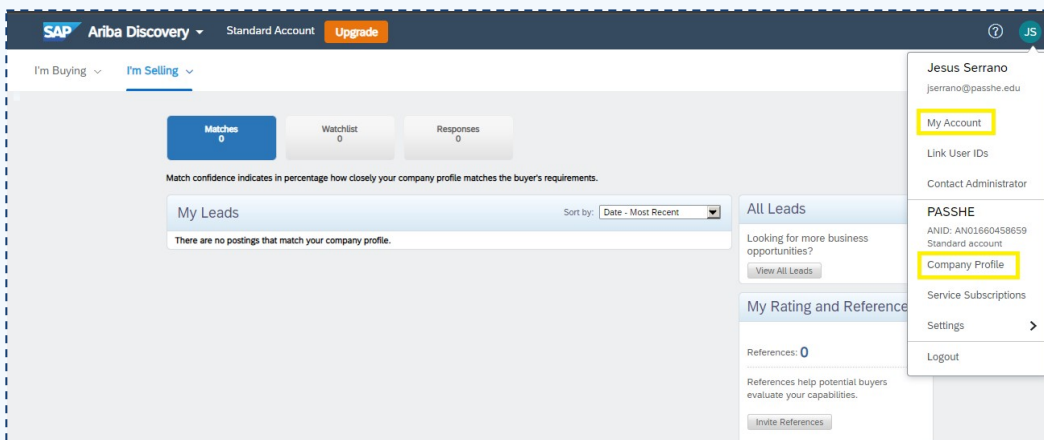 SAP Ariba Discovery Standard Account Upgrade
? JS
I'm Buying I'm Selling
Matches
0
Watchlist
0
Responses
0
Match confidence indicates in percentage how closely your company profile matches the buyer's requirements.
My Leads
Sort by: Date - Most Recent
There are no postings that match your company profile.
All Leads
Looking for more business
opportunities?
View All Leads
My Rating and Reference
References: 0
References help potential buyers
evaluate your capabilities.
Invite References
Jesus Serrano
jserrano@passhe.edu
My Account
Link User IDs
Contact Administrator
PASSHE
ANID: AN01660458659
Standard account
Company Profile
Service Subscriptions
Settings
Logout